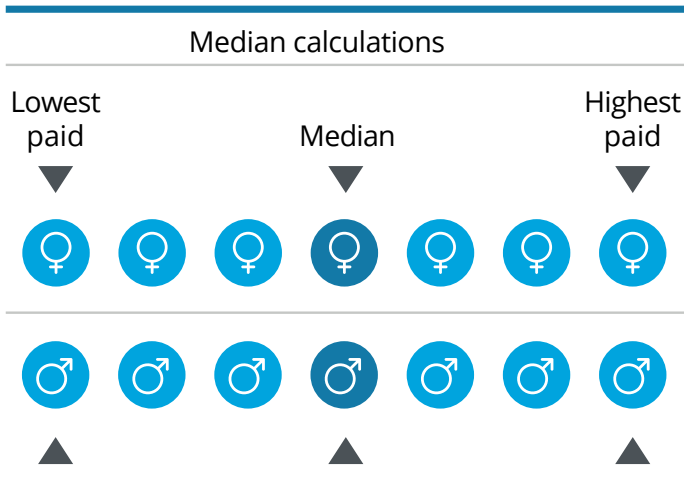 Median calculations
Lowest
paid
Median
Highest
paid